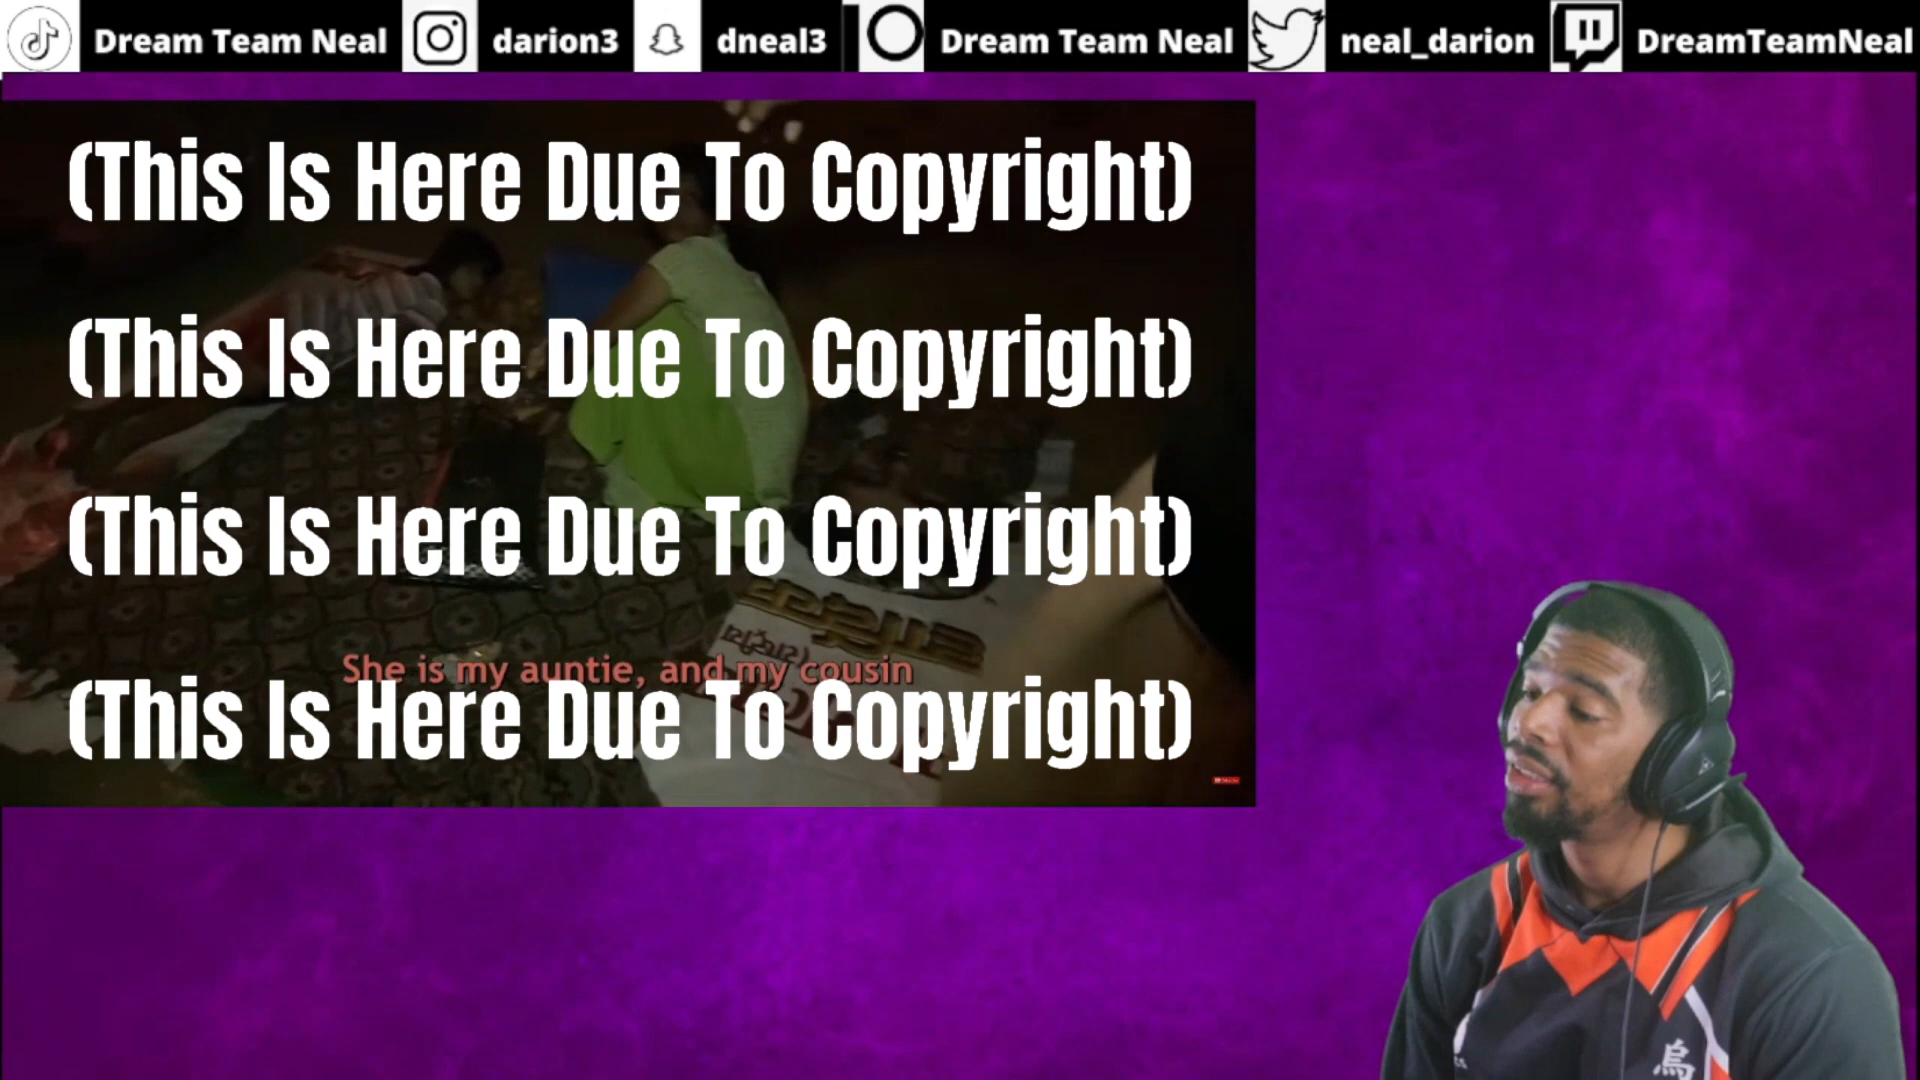 Dream Team Neal darion3 dneal3 Dream Team Neal neal_darion DreamTeamNeal
(This Is Here Due To Copyright)
(This Is Here Due To Copyright)
(This Is Here Due To Copyright)
She is my auntie, and my cousin
(This Is Here Due To Copyright)
烏